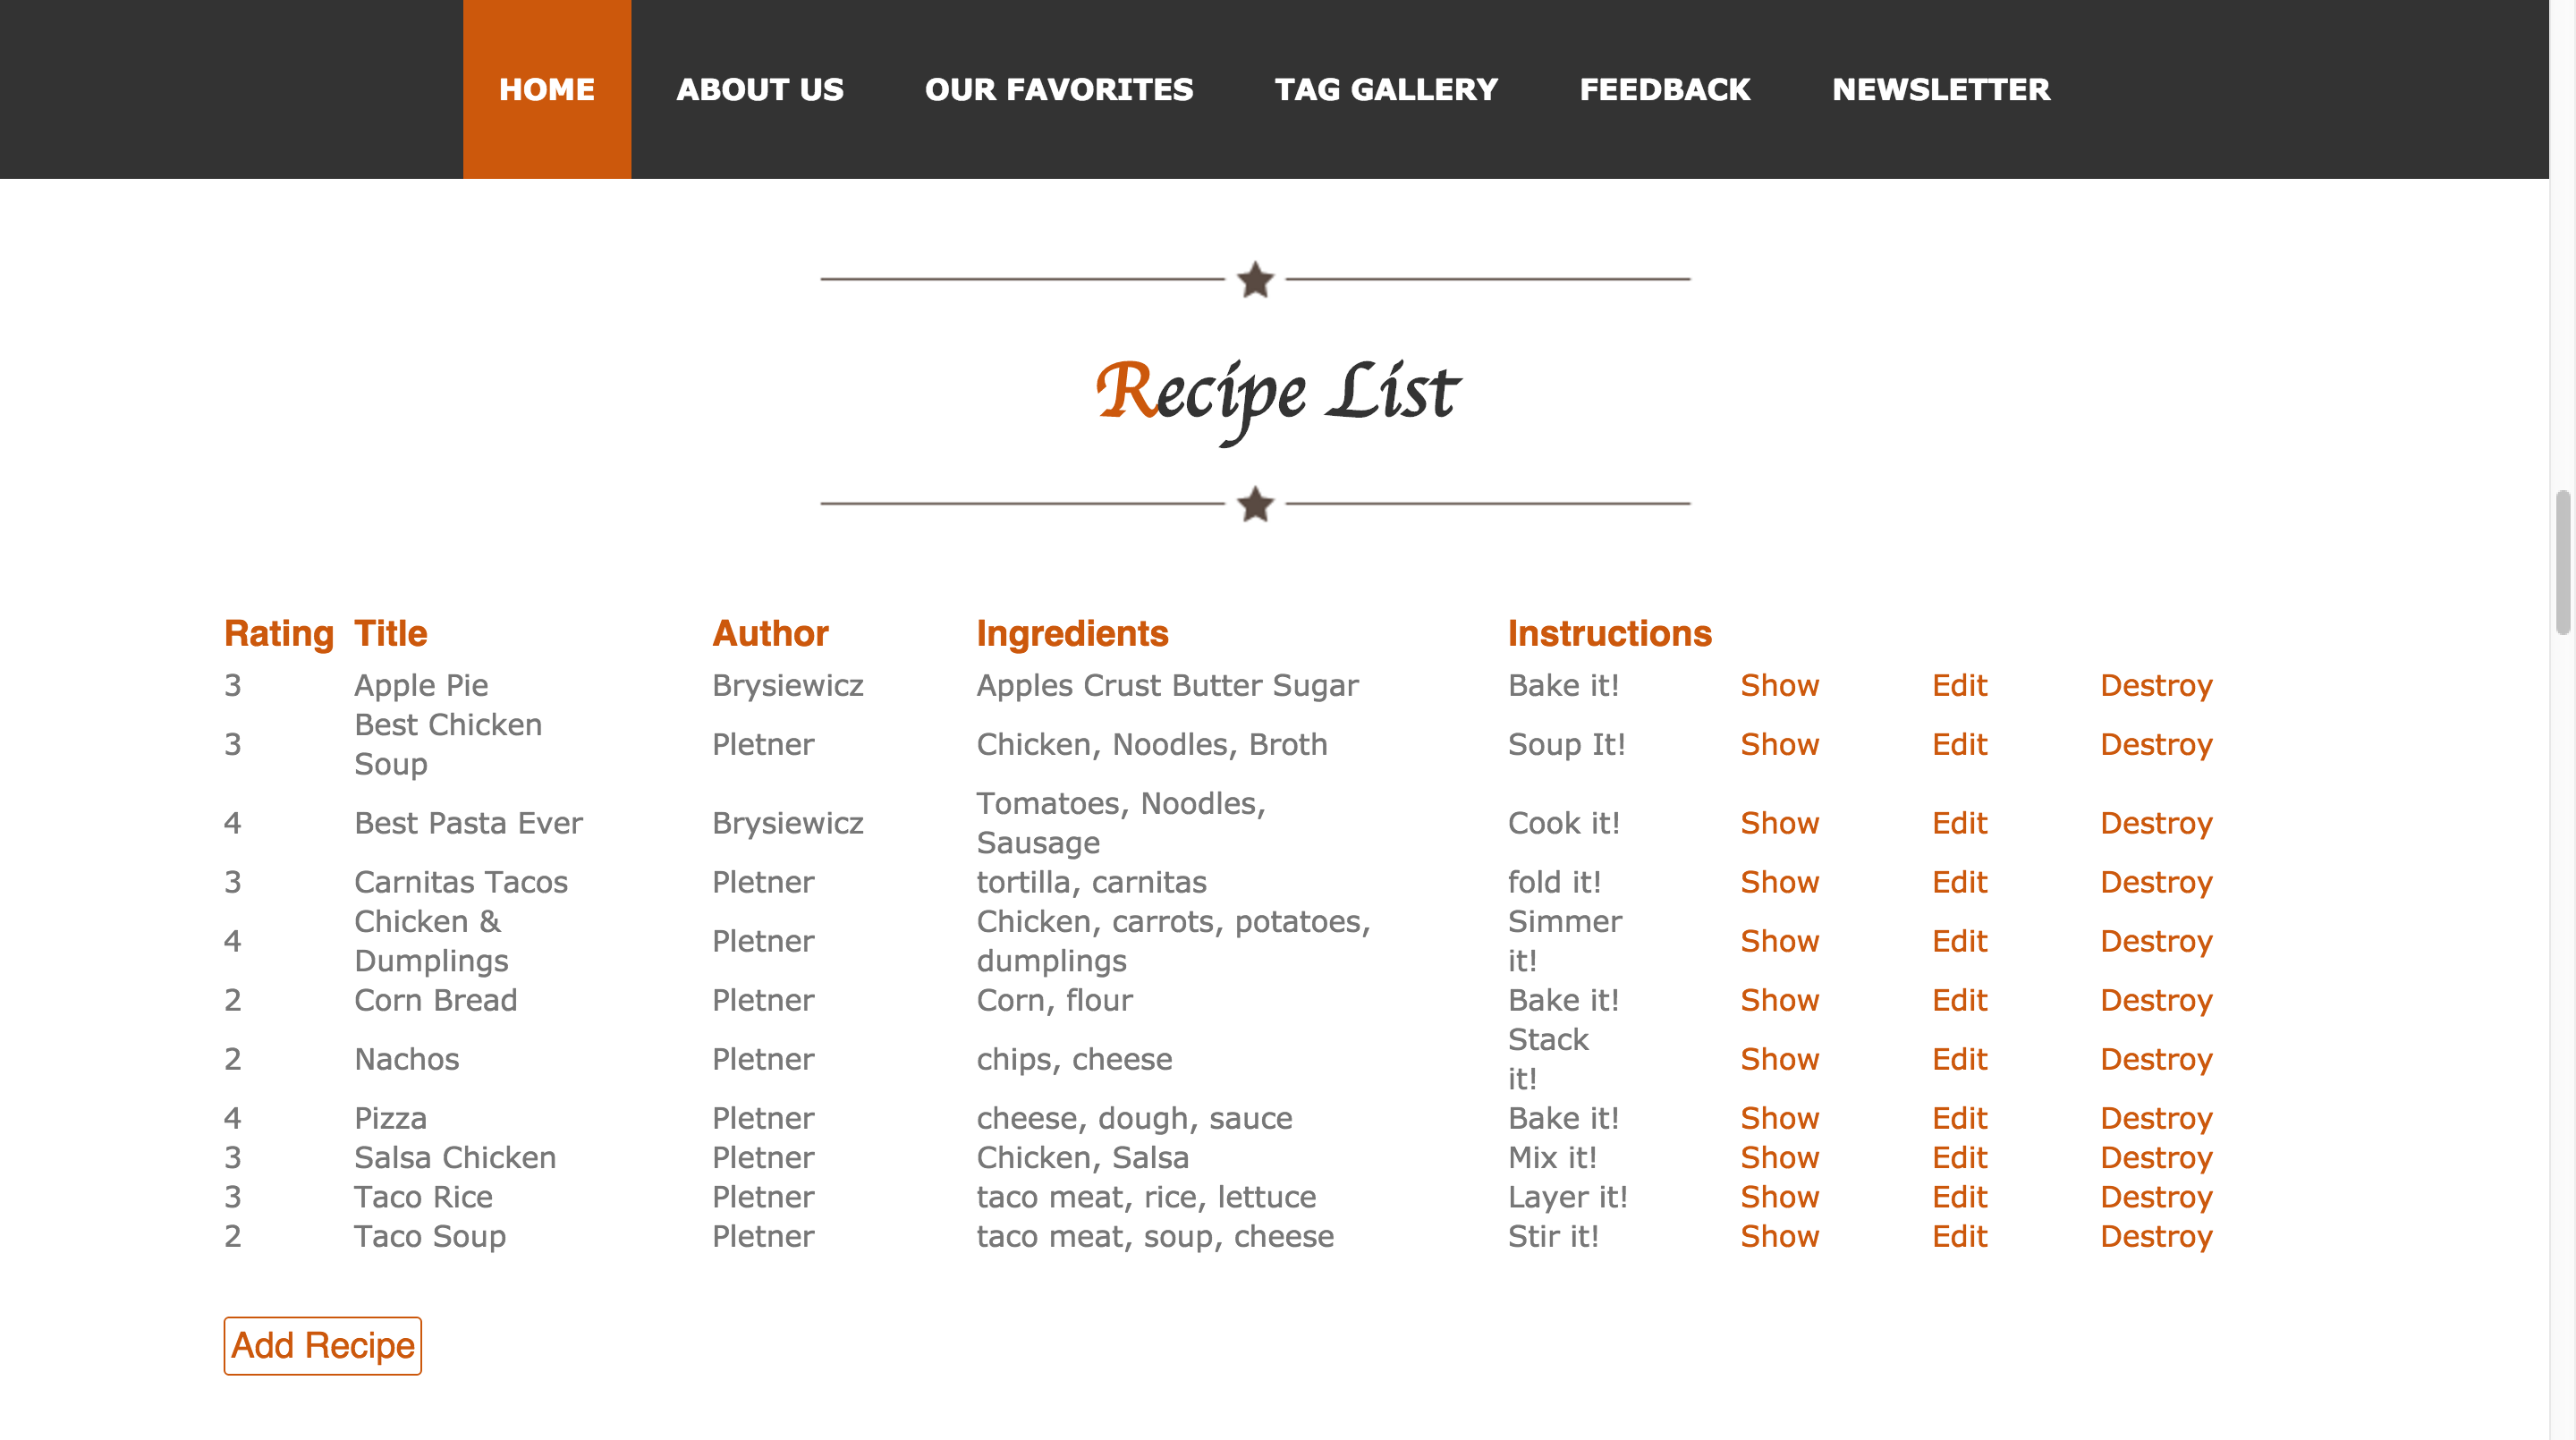 HOME ABOUT US OUR FAVORITES TAG GALLERY FEEDBACK NEWSLETTER
Recipe List
Rating Title Author Ingredients Instructions
3 Apple Pie Brysiewicz Apples Crust Butter Sugar Bake it! Show Edit Destroy
3 Best Chicken Soup Pletner Chicken, Noodles, Broth Soup It! Show Edit Destroy
4 Best Pasta Ever Brysiewicz Tomatoes, Noodles, Sausage Cook it! Show Edit Destroy
3 Carnitas Tacos Pletner tortilla, carnitas fold it! Show Edit Destroy
4 Chicken & Dumplings Pletner Chicken, carrots, potatoes, dumplings Simmer it! Show Edit Destroy
2 Corn Bread Pletner Corn, flour Bake it! Show Edit Destroy
2 Nachos Pletner chips, cheese Stack it! Show Edit Destroy
4 Pizza Pletner cheese, dough, sauce Bake it! Show Edit Destroy
3 Salsa Chicken Pletner Chicken, Salsa Mix it! Show Edit Destroy
3 Taco Rice Pletner taco meat, rice, lettuce Layer it! Show Edit Destroy
2 Taco Soup Pletner taco meat, soup, cheese Stir it! Show Edit Destroy
Add Recipe